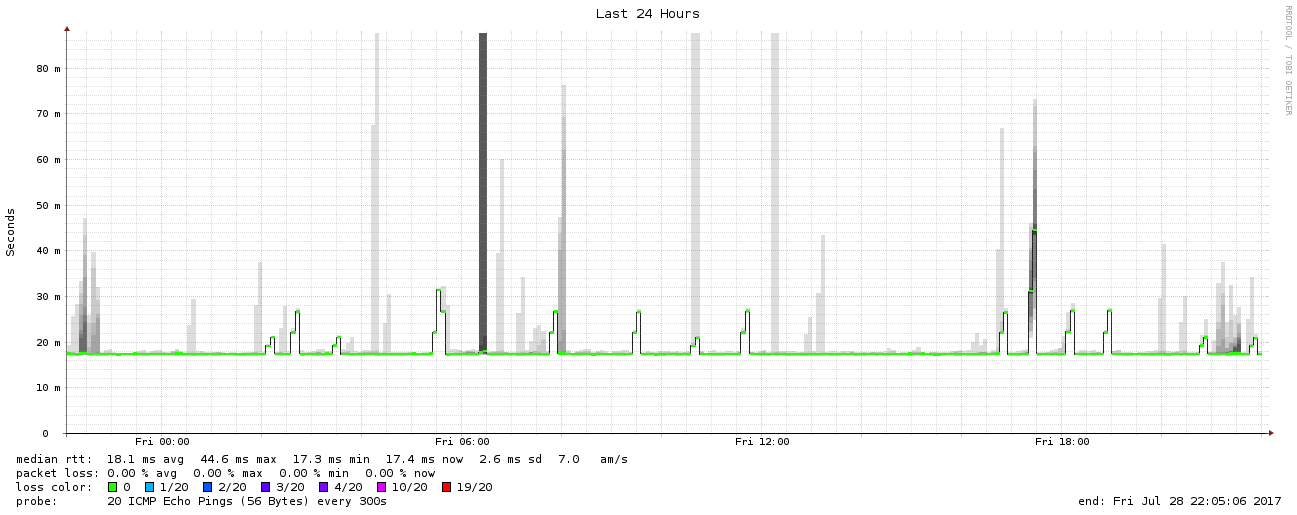 Last 24 Hours
RRDTOOL / TOBI OETIKER
Seconds
80 m
70 m
60 m
50 m
40 m
30 m
20 m
10 m
0
Fri 00:00 Fri 06:00 Fri 12:00 Fri 18:00
median rtt: 18.1 ms avg 44.6 ms max 17.3 ms min 17.4 ms now 2.6 ms sd 7.0 am/s
packet loss: 0.00 % avg 0.00 % max 0.00 % min 0.00 % now
loss color: 0 1/20 2/20 3/20 4/20 10/20 19/20
probe: 20 ICMP Echo Pings (56 Bytes) every 300s end: Fri Jul 28 22:05:06 2017